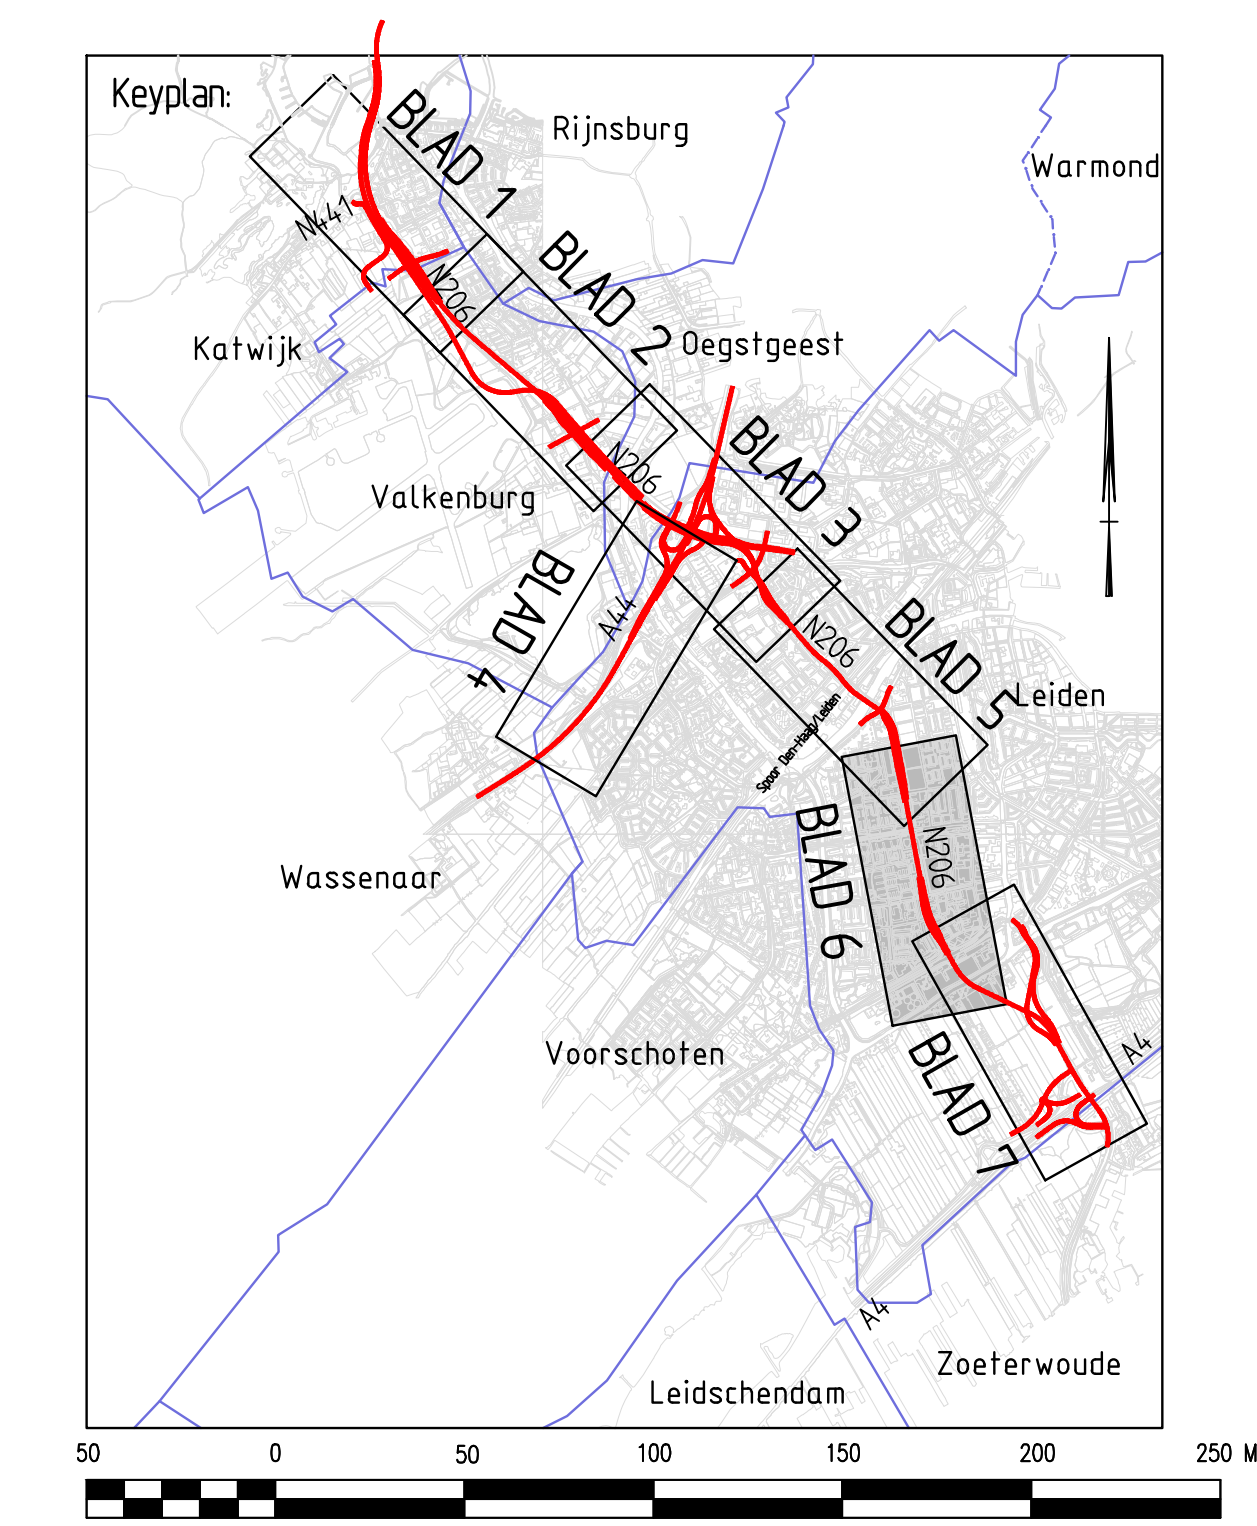 Keyplan:
BLAD 1
Rijnsburg
Warmond
N441
BLAD 2
N206
Katwijk
Oegstgeest
BLAD 3
N206
Valkenburg
BLAD 4
A44
N206
BLAD 5
Leiden
Spoor Den-Haag/Leiden
BLAD 6
N206
Wassenaar
Voorschoten
A4
BLAD 7
A4
Zoeterwoude
Leidschendam
50 0 50 100 150 200 250 M